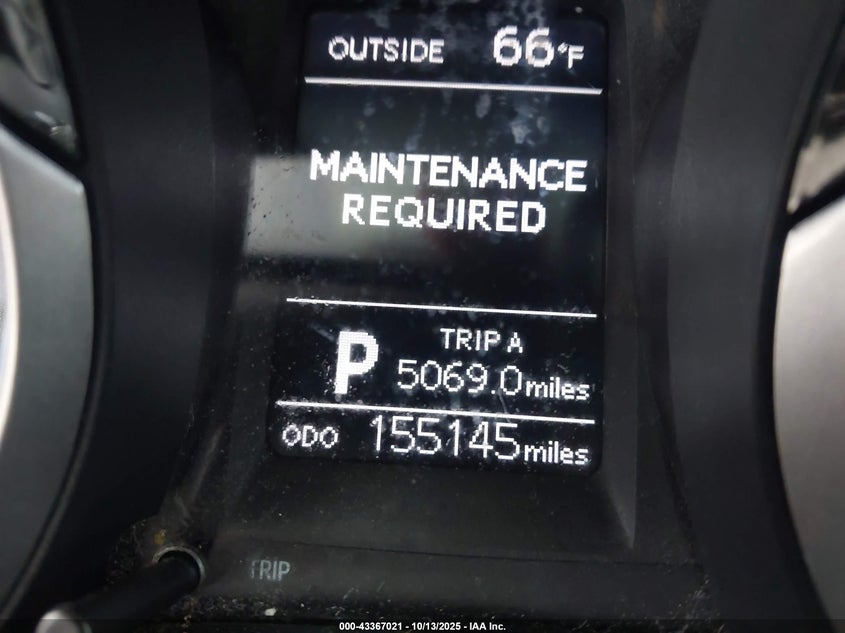 OUTSIDE 66°F
MAINTENANCE
REQUIRED
TRIP A
P 5069.0 miles
ODO 155145 miles
TRIP
000-43367021 - 10/13/2025 - IAA Inc.